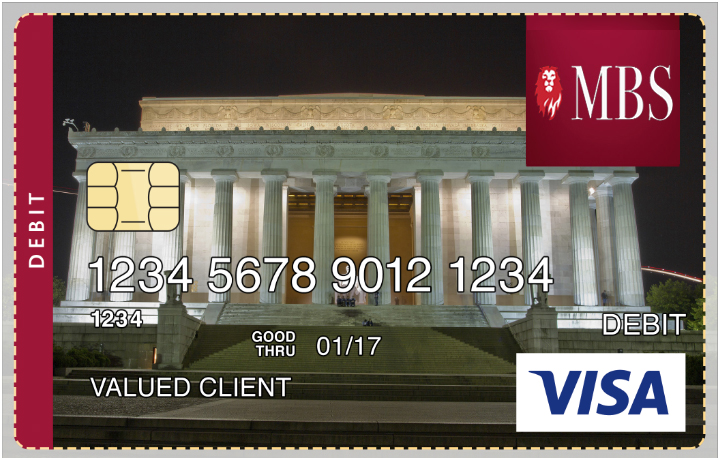 MBS
DEBIT
1234 5678 9012 1234
1234
DEBIT
GOOD
THRU
01/17
VALUED CLIENT
VISA